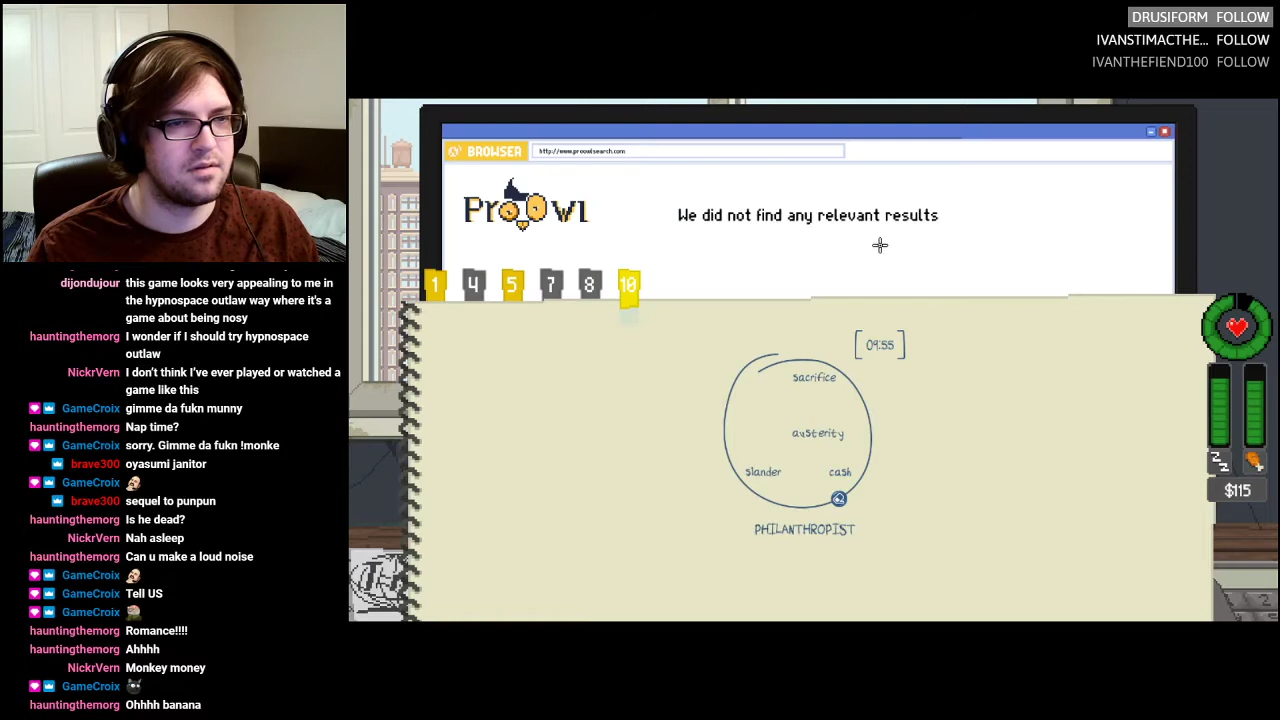 DRUSIFORM FOLLOW
IVANSTIMACTHE... FOLLOW
IVANTHEFIEND100 FOLLOW
BROWSER
http://www.proowlsearch.com
PrOOwl
We did not find any relevant results
1 4 5 7 8 10
[09:55]
sacrifice
austerity
slander cash
PHILANTHROPIST
$115
2
dijondujour this game looks very appealing to me in
the hypnospace outlaw way where it's a
game about being nosy
hauntingthemorg I wonder if I should try hypnospace
outlaw
NickrVern I don't think I've ever played or watched a
game like this
GameCroix gimme da fukn munny
hauntingthemorg Nap time?
GameCroix sorry. Gimme da fukn !monke
brave300 oyasumi janitor
GameCroix
brave300 sequel to punpun
hauntingthemorg Is he dead?
NickrVern Nah asleep
hauntingthemorg Can u make a loud noise
GameCroix
GameCroix Tell US
GameCroix
hauntingthemorg Romance!!!!
hauntingthemorg Ahhhh
NickrVern Monkey money
GameCroix
hauntingthemorg Ohhhh banana